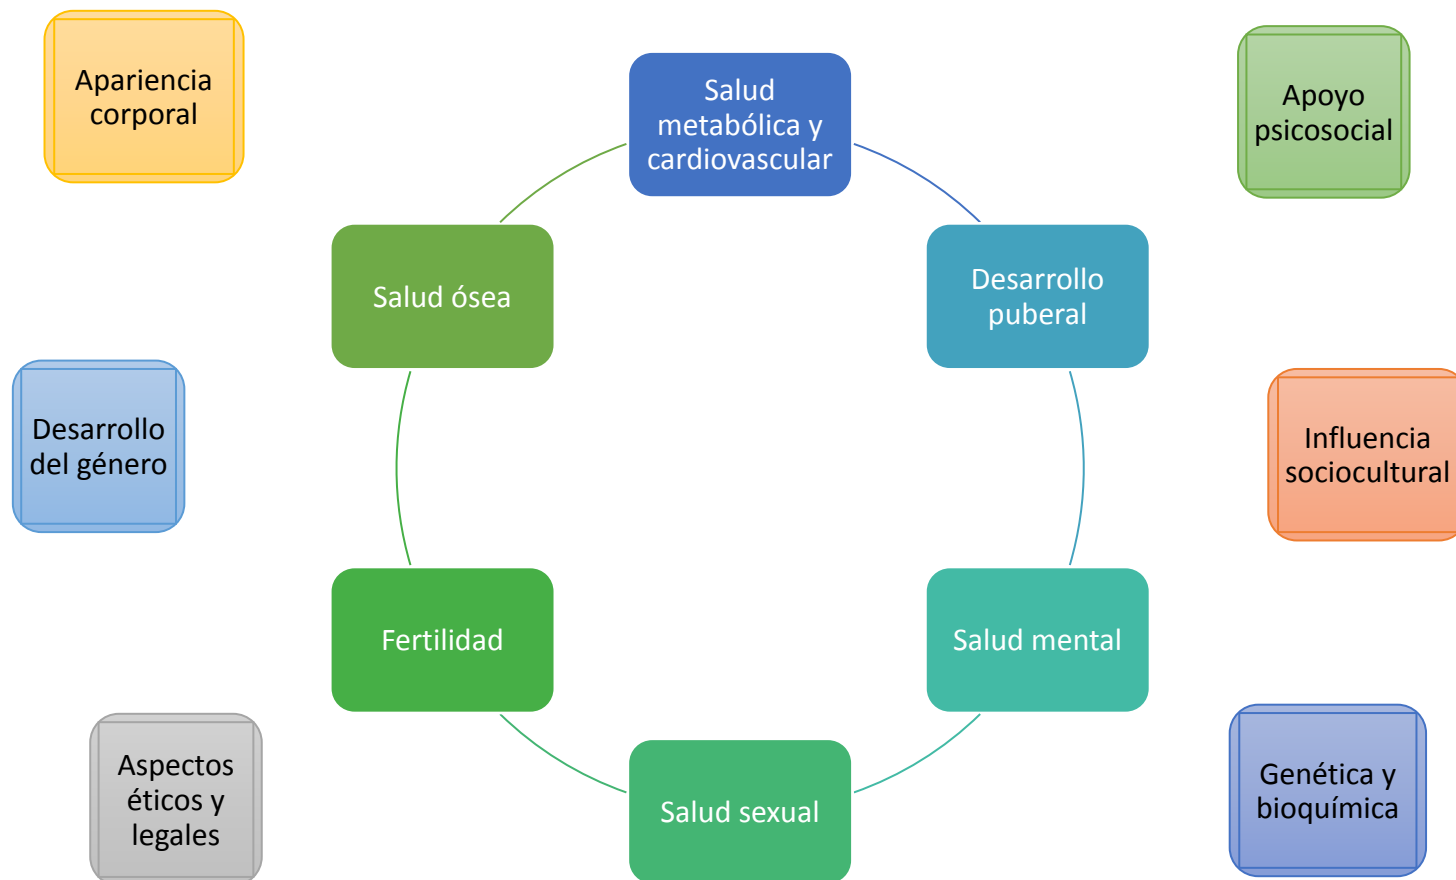 Apariencia
corporal
Salud
metabólica y
cardiovascular
Apoyo
psicosocial
Salud ósea
Desarrollo
puberal
Desarrollo
del género
Influencia
sociocultural
Fertilidad
Salud mental
Aspectos
éticos y
legales
Salud sexual
Genética y
bioquímica